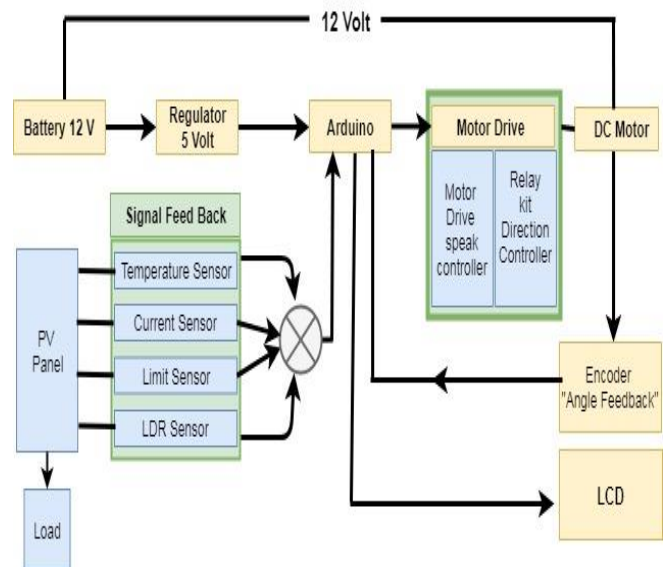 12 Volt
Battery 12 V
Regulator
5 Volt
Arduino
Motor Drive
DC Motor
Motor
Drive
speak
controller
Relay
kit
Direction
Controller
Signal Feed Back
Temperature Sensor
Current Sensor
Limit Sensor
LDR Sensor
PV
Panel
Load
Encoder
"Angle Feedback"
LCD